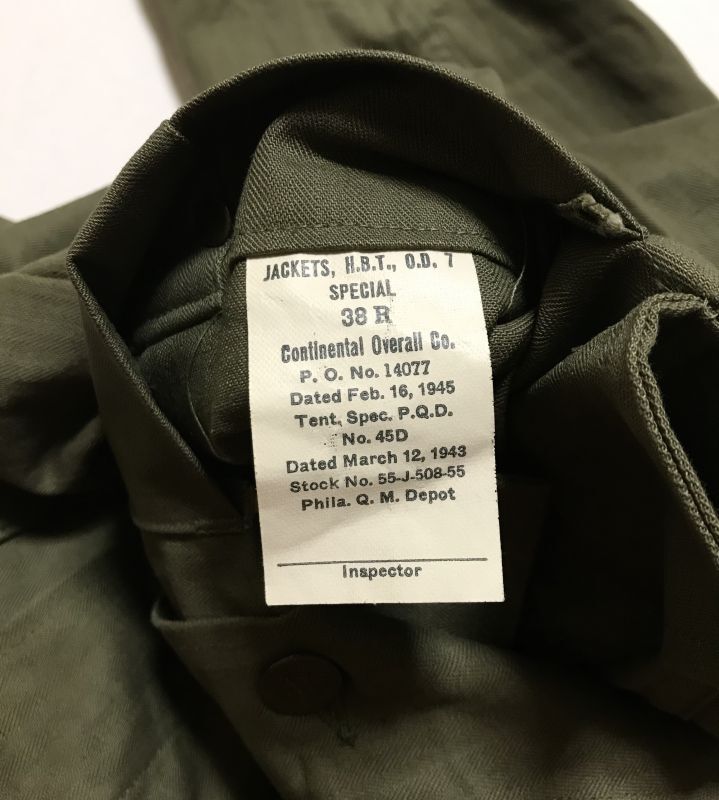 JACKETS, H.B.T., O.D. 7
SPECIAL
38 R
Continental Overall Co.
P. O. No. 14077
Dated Feb. 16, 1945
Tent. Spec. P.Q.D.
No. 45D
Dated March 12, 1943
Stock No. 55-J-508-55
Phila. Q. M. Depot
Inspector